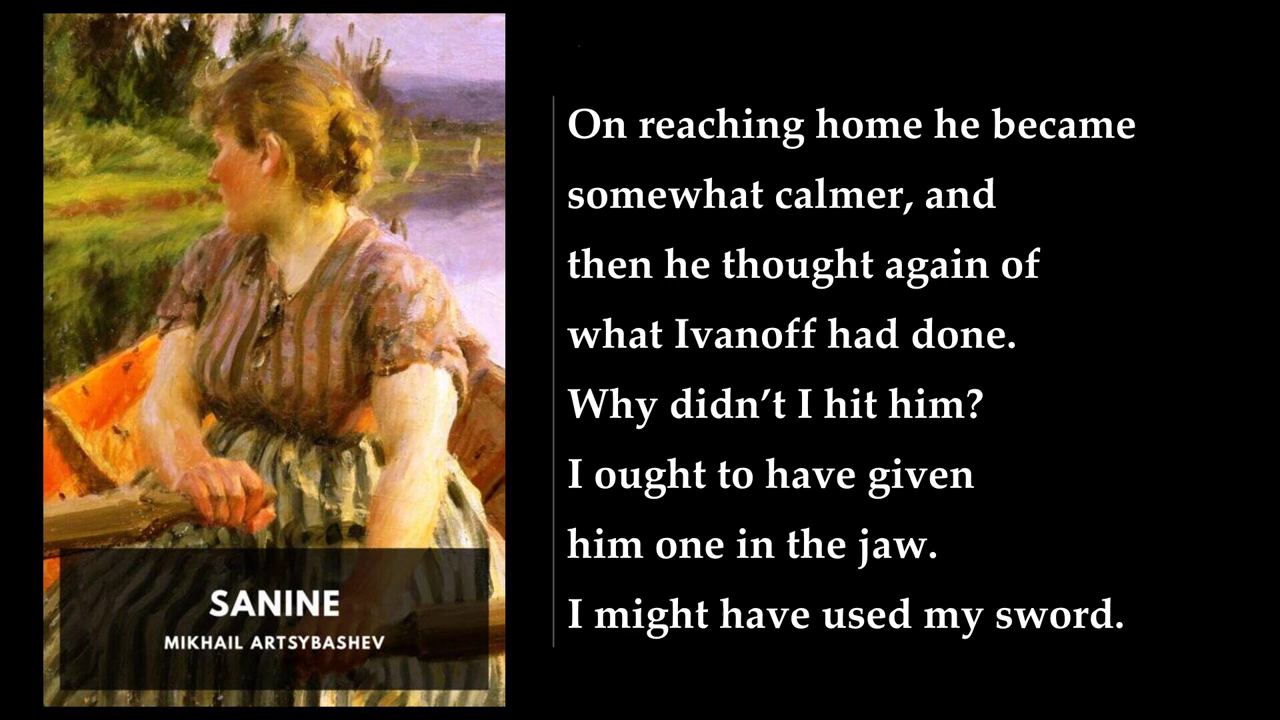 SANINE
MIKHAIL ARTSYBASHEV
On reaching home he became
somewhat calmer, and
then he thought again of
what Ivanoff had done.
Why didn’t I hit him?
I ought to have given
him one in the jaw.
I might have used my sword.